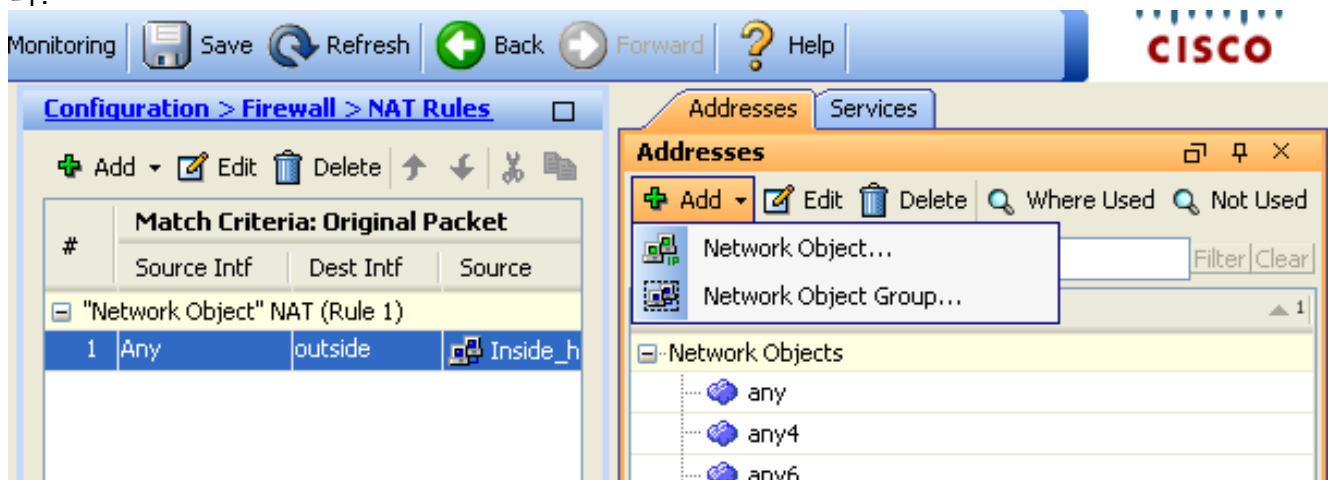 Monitoring Save Refresh Back Forward Help
CISCO
Configuration > Firewall > NAT Rules
Add Edit Delete
# Match Criteria: Original Packet
Source Intf Dest Intf Source
"Network Object" NAT (Rule 1)
1 Any outside Inside_h
Addresses Services
Addresses
Add Edit Delete Where Used Not Used
Network Object...
Filter Clear
Network Object Group...
1
Network Objects
any
any4
any6